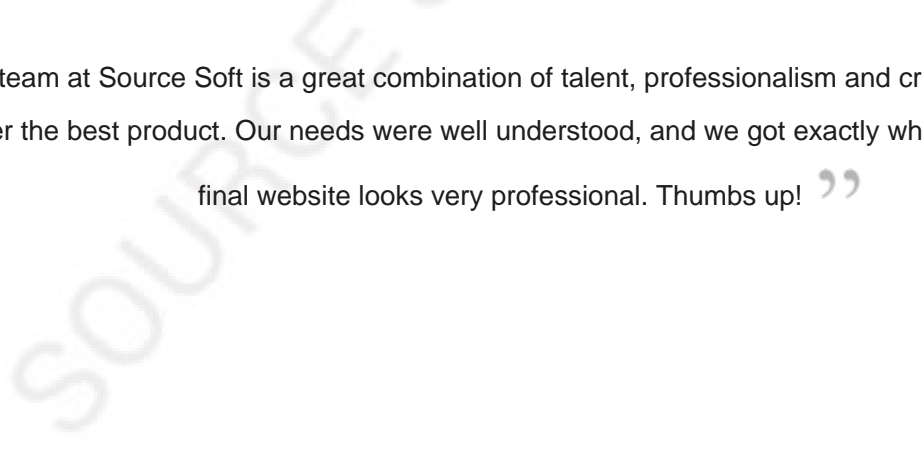 team at Source Soft is a great combination of talent, professionalism and cr
er the best product. Our needs were well understood, and we got exactly wh
final website looks very professional. Thumbs up! ”
SOURCE